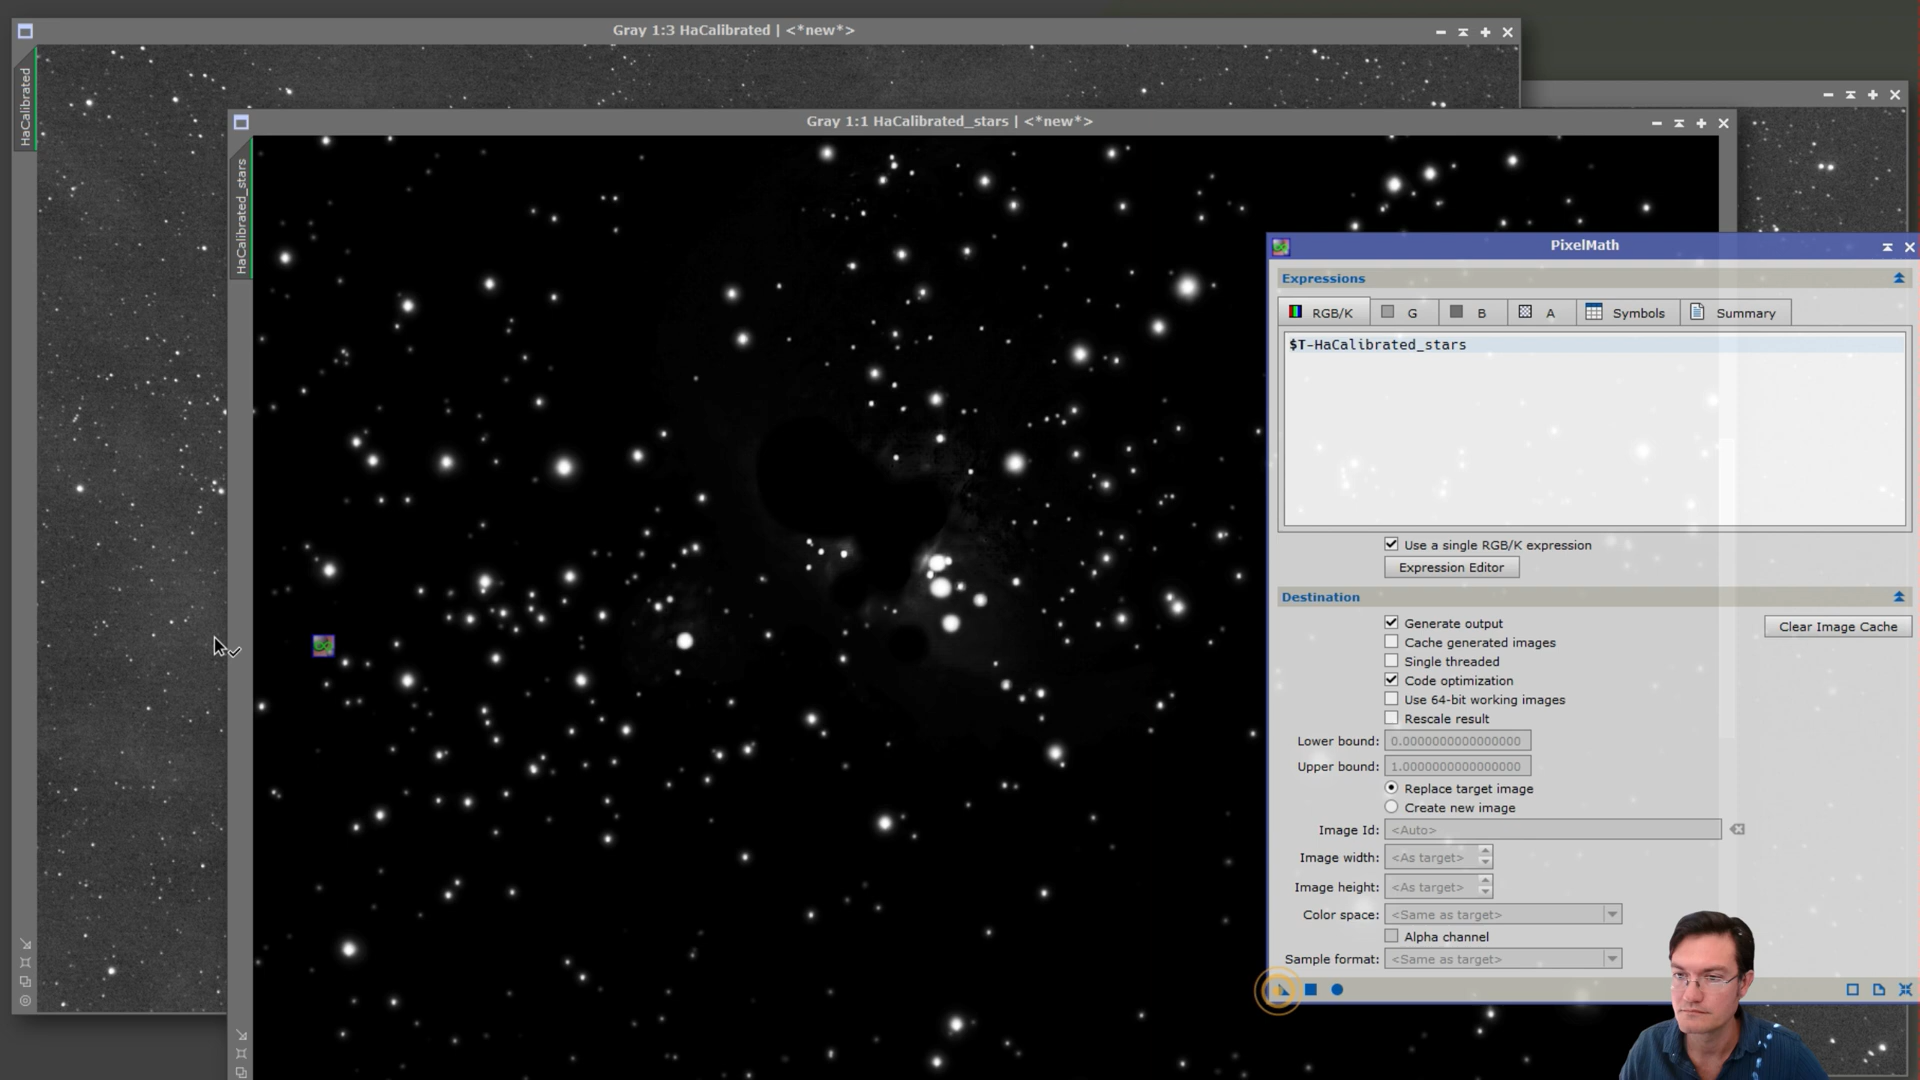 Gray 1:3 HaCalibrated | <*new*>
HaCalibrated
Gray 1:1 HaCalibrated_stars | <*new*>
HaCalibrated_stars
PixelMath
Expressions
RGB/K
G
B
A
Symbols
Summary
$T-HaCalibrated_stars
Use a single RGB/K expression
Expression Editor
Destination
Generate output
Clear Image Cache
Cache generated images
Single threaded
Code optimization
Use 64-bit working images
Rescale result
Lower bound: 0.0000000000000000
Upper bound: 1.0000000000000000
Replace target image
Create new image
Image Id: <Auto>
Image width: <As target>
Image height: <As target>
Color space: <Same as target>
Alpha channel
Sample format: <Same as target>